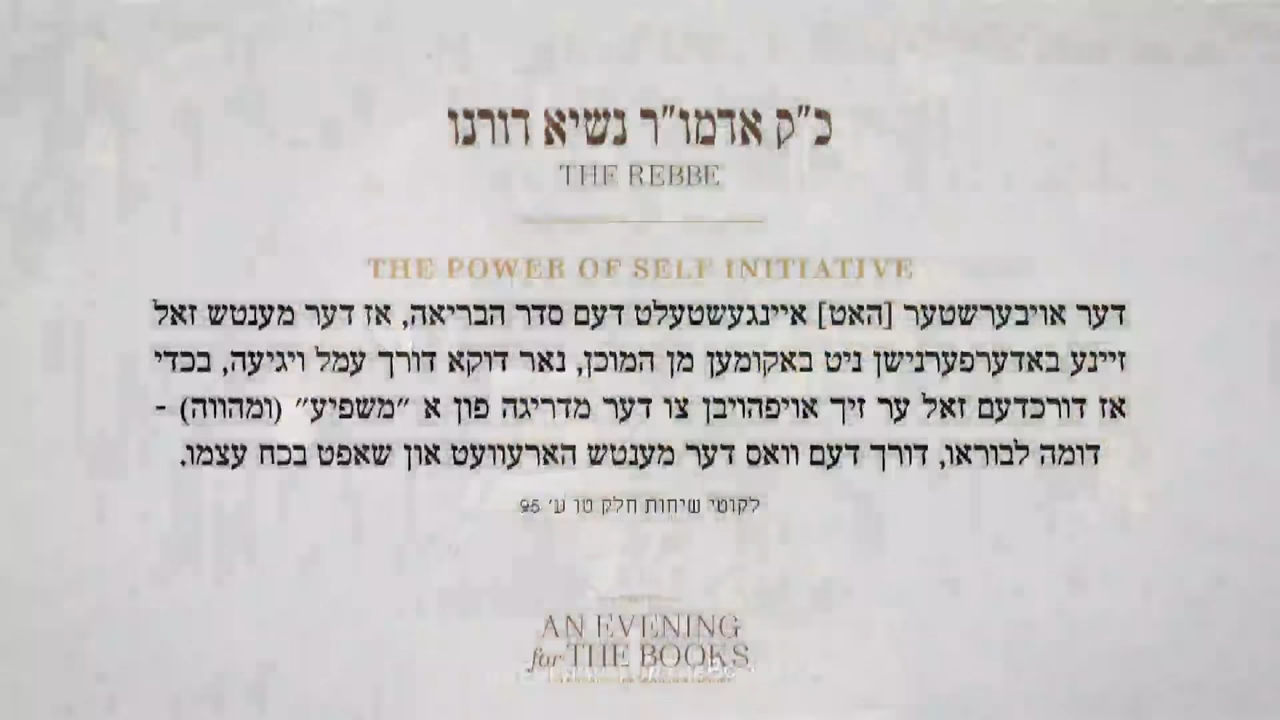 כ"ק אדמו"ר נשיא דורנו
THE REBBE
THE POWER OF SELF INITIATIVE
דער אויבערשטער [האט] איינגעשטעלט דעם סדר הבריאה, אז דער מענטש זאל
זיינע באדערפערנישן ניט באקומען מן המוכן, נאר דוקא דורך עמל ויגיעה, בכדי
אז דורכדעם זאל ער זיך אויפהויבן צו דער מדריגה פון א "משפיע" (ומהווה) -
דומה לבוראו, דורך דעם וואס דער מענטש הארעוועט און שאפט בכח עצמו.
לקוטי שיחות חלק טו ע' 95
AN EVENING
for THE BOOKS